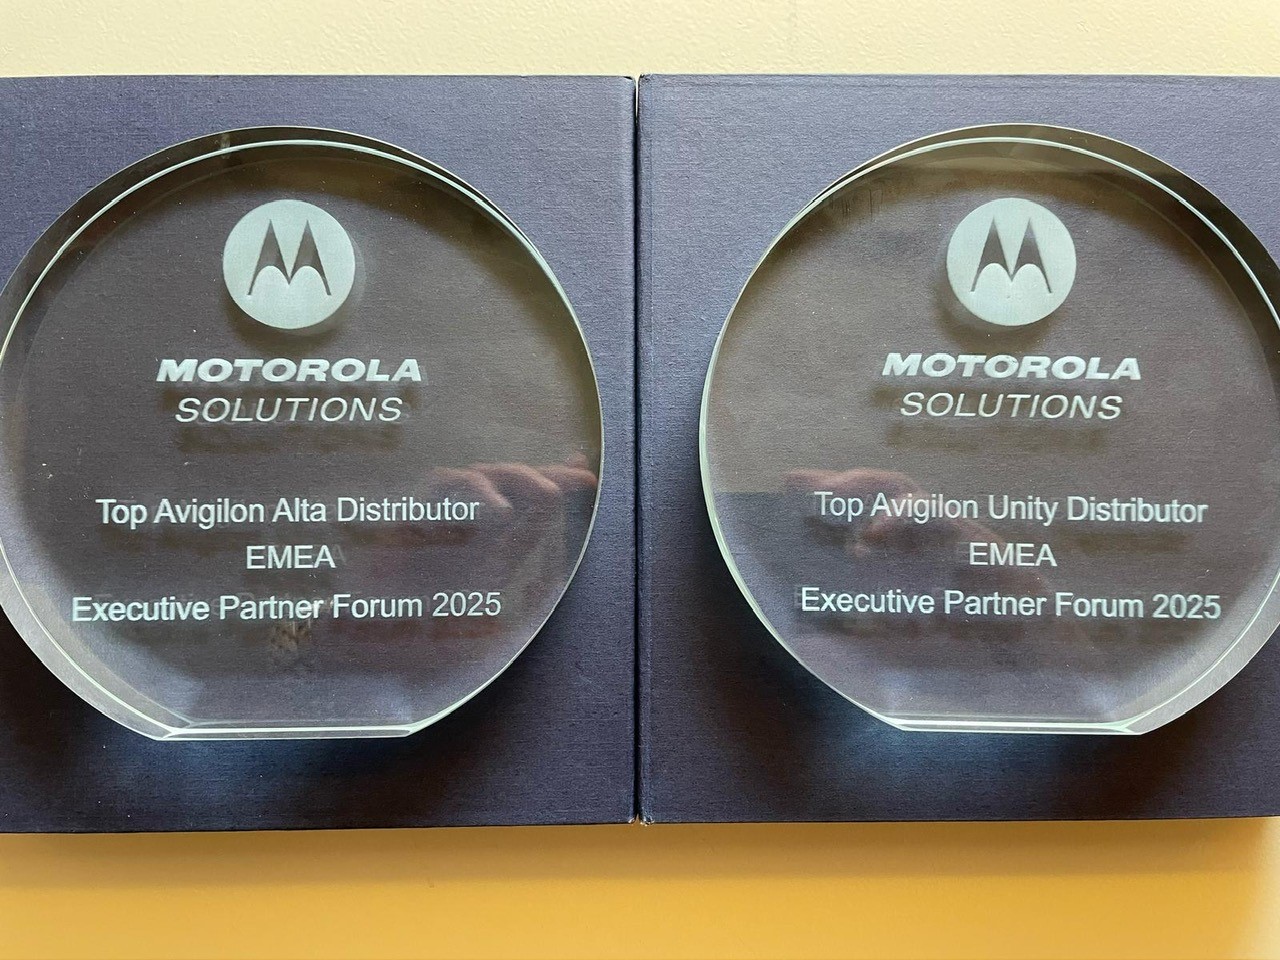 MOTOROLA
SOLUTIONS
Top Avigilon Alta Distributor
EMEA
Executive Partner Forum 2025
MOTOROLA
SOLUTIONS
Top Avigilon Unity Distributor
EMEA
Executive Partner Forum 2025